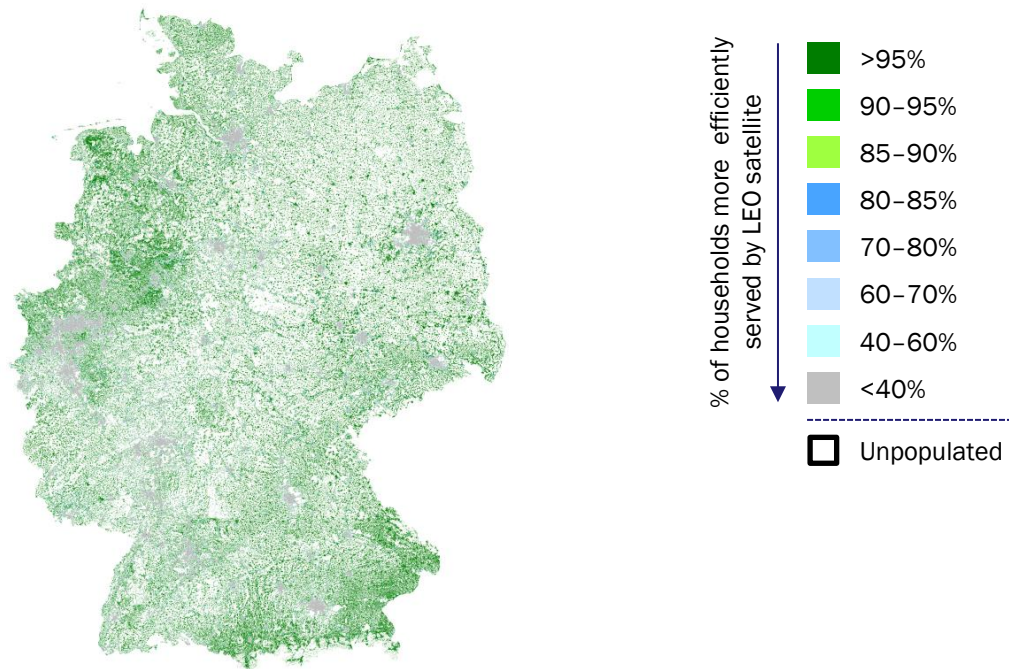 % of households more efficiently
served by LEO satellite
>95%
90–95%
85–90%
80–85%
70–80%
60–70%
40–60%
<40%
Unpopulated